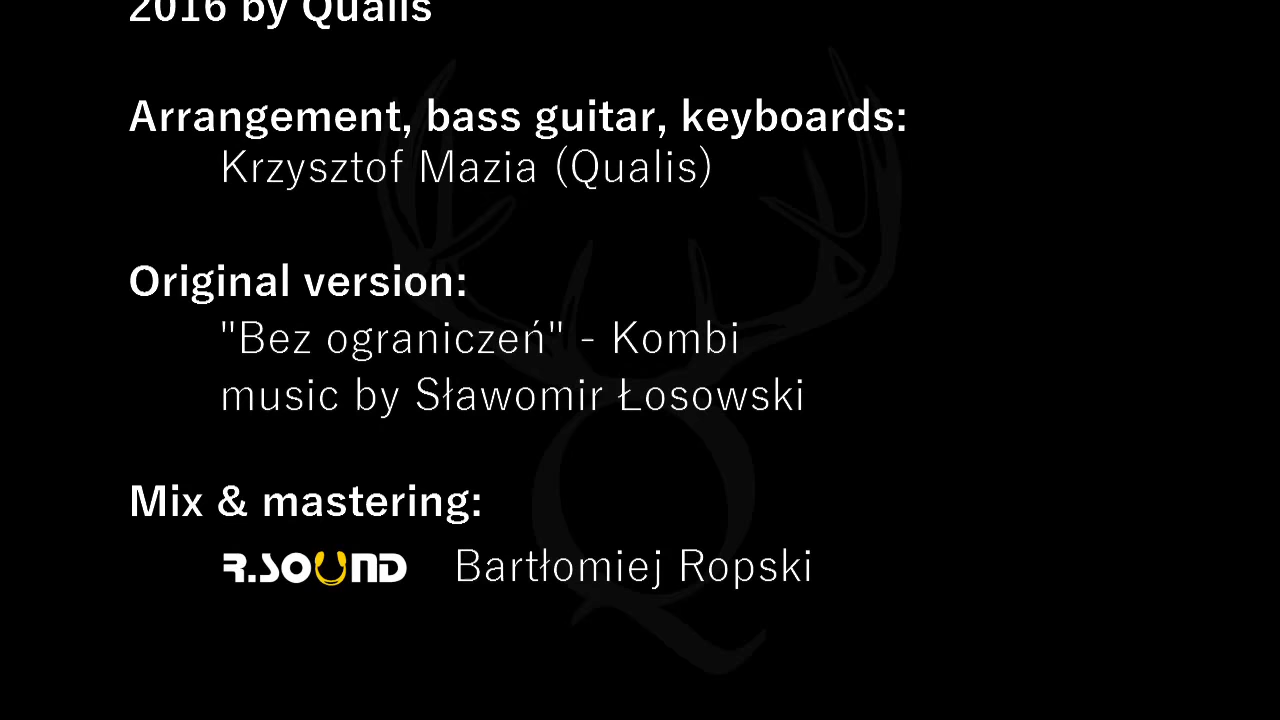 2016 by Qualis
Arrangement, bass guitar, keyboards:
Krzysztof Mazia (Qualis)
Original version:
"Bez ograniczeń" - Kombi
music by Sławomir Łosowski
Mix & mastering:
R.SOUND Bartłomiej Ropski